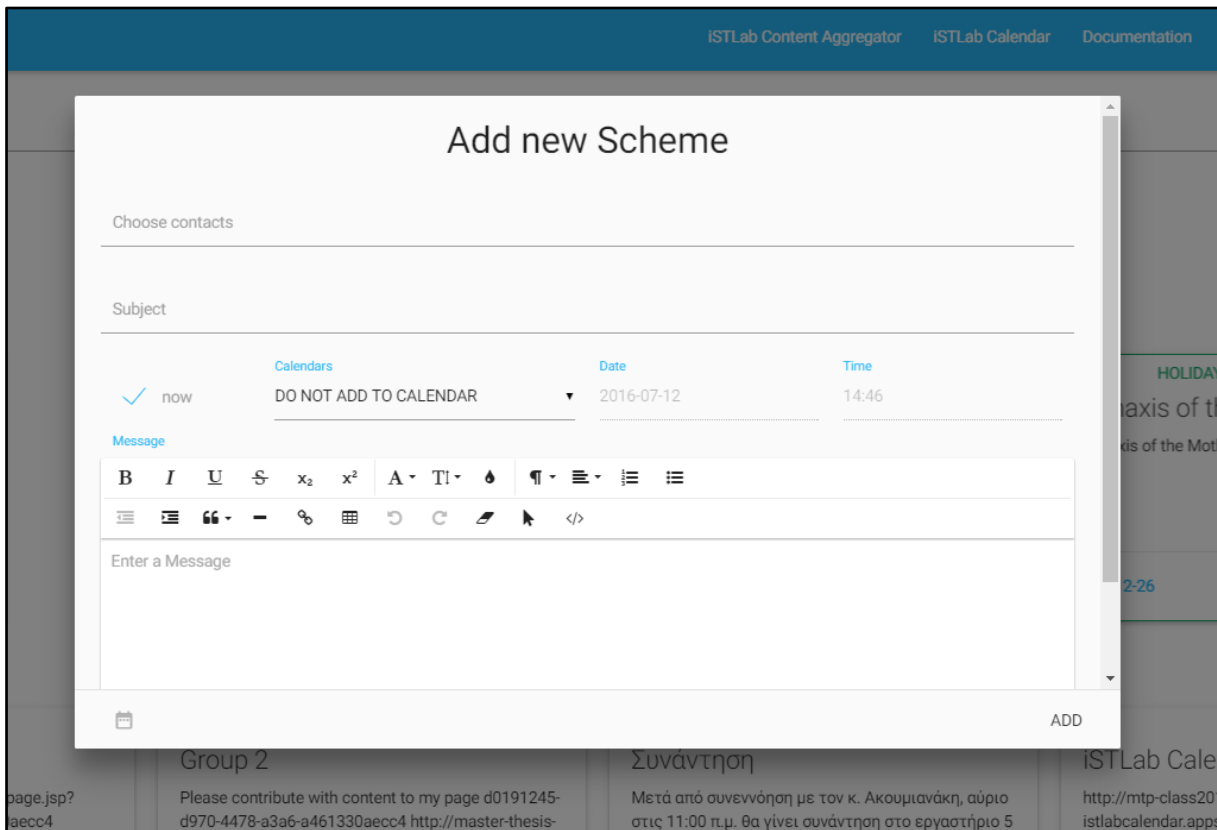 iSTLab Content Aggregator iSTLab Calendar Documentation
Add new Scheme
Choose contacts
Subject
Calendars Date Time
now DO NOT ADD TO CALENDAR 2016-07-12 14:46
Message
B I U S x₂ x² A T
Enter a Message
ADD
HOLIDAY
naxis of t
xis of the Mot
2-26
Group 2 Συνάντηση iSTLab Cale
page.jsp? Please contribute with content to my page d0191245- Μετά από συνεννόηση με τον κ. Ακουμιανάκη, αύριο http://mtp-class201
aecc4 d970-4478-a3a6-a461330aecc4 http://master-thesis- στις 11:00 π.μ. θα γίνει συνάντηση στο εργαστήριο 5 istlabcalendar.apps